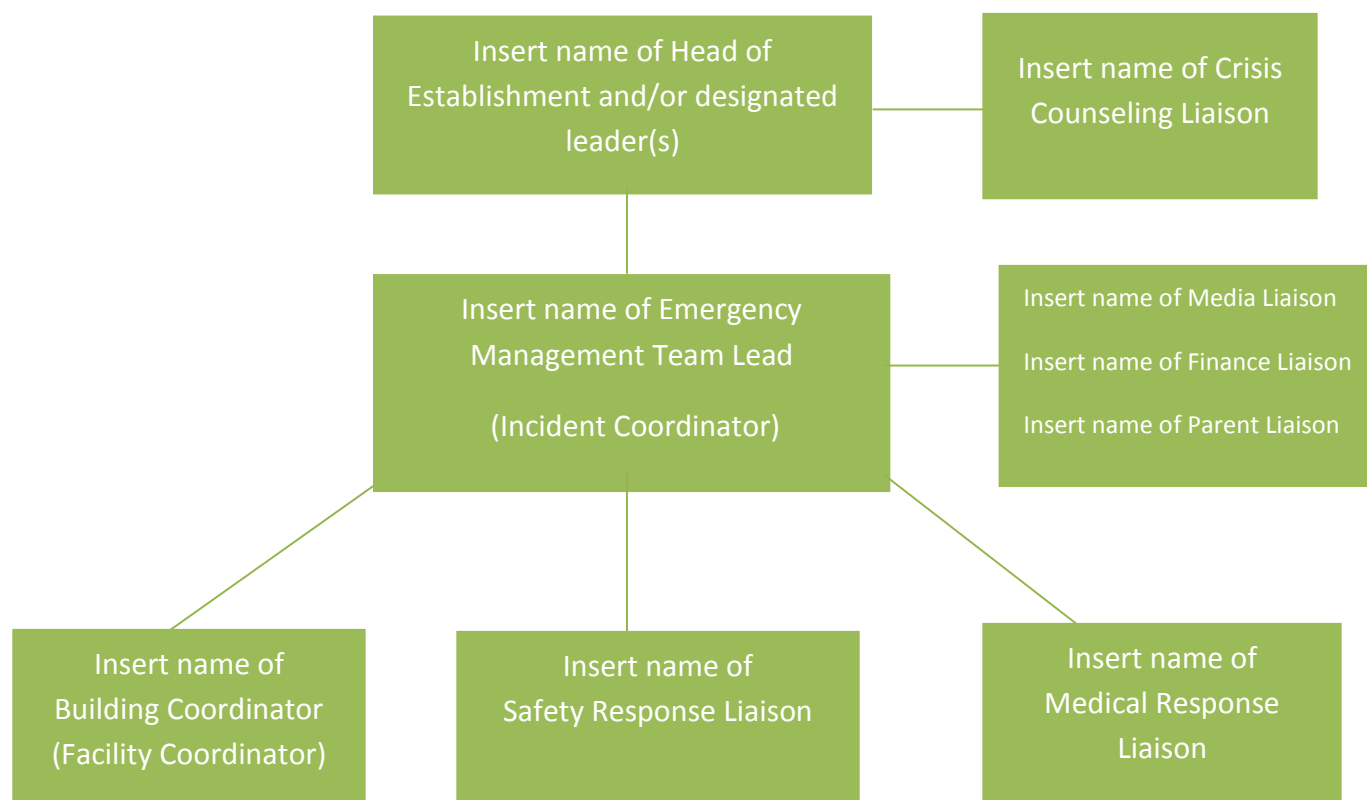 Insert name of Head of
Establishment and/or designated
leader(s)
Insert name of Crisis
Counseling Liaison
Insert name of Emergency
Management Team Lead
(Incident Coordinator)
Insert name of Media Liaison
Insert name of Finance Liaison
Insert name of Parent Liaison
Insert name of
Building Coordinator
(Facility Coordinator)
Insert name of
Safety Response Liaison
Insert name of
Medical Response
Liaison